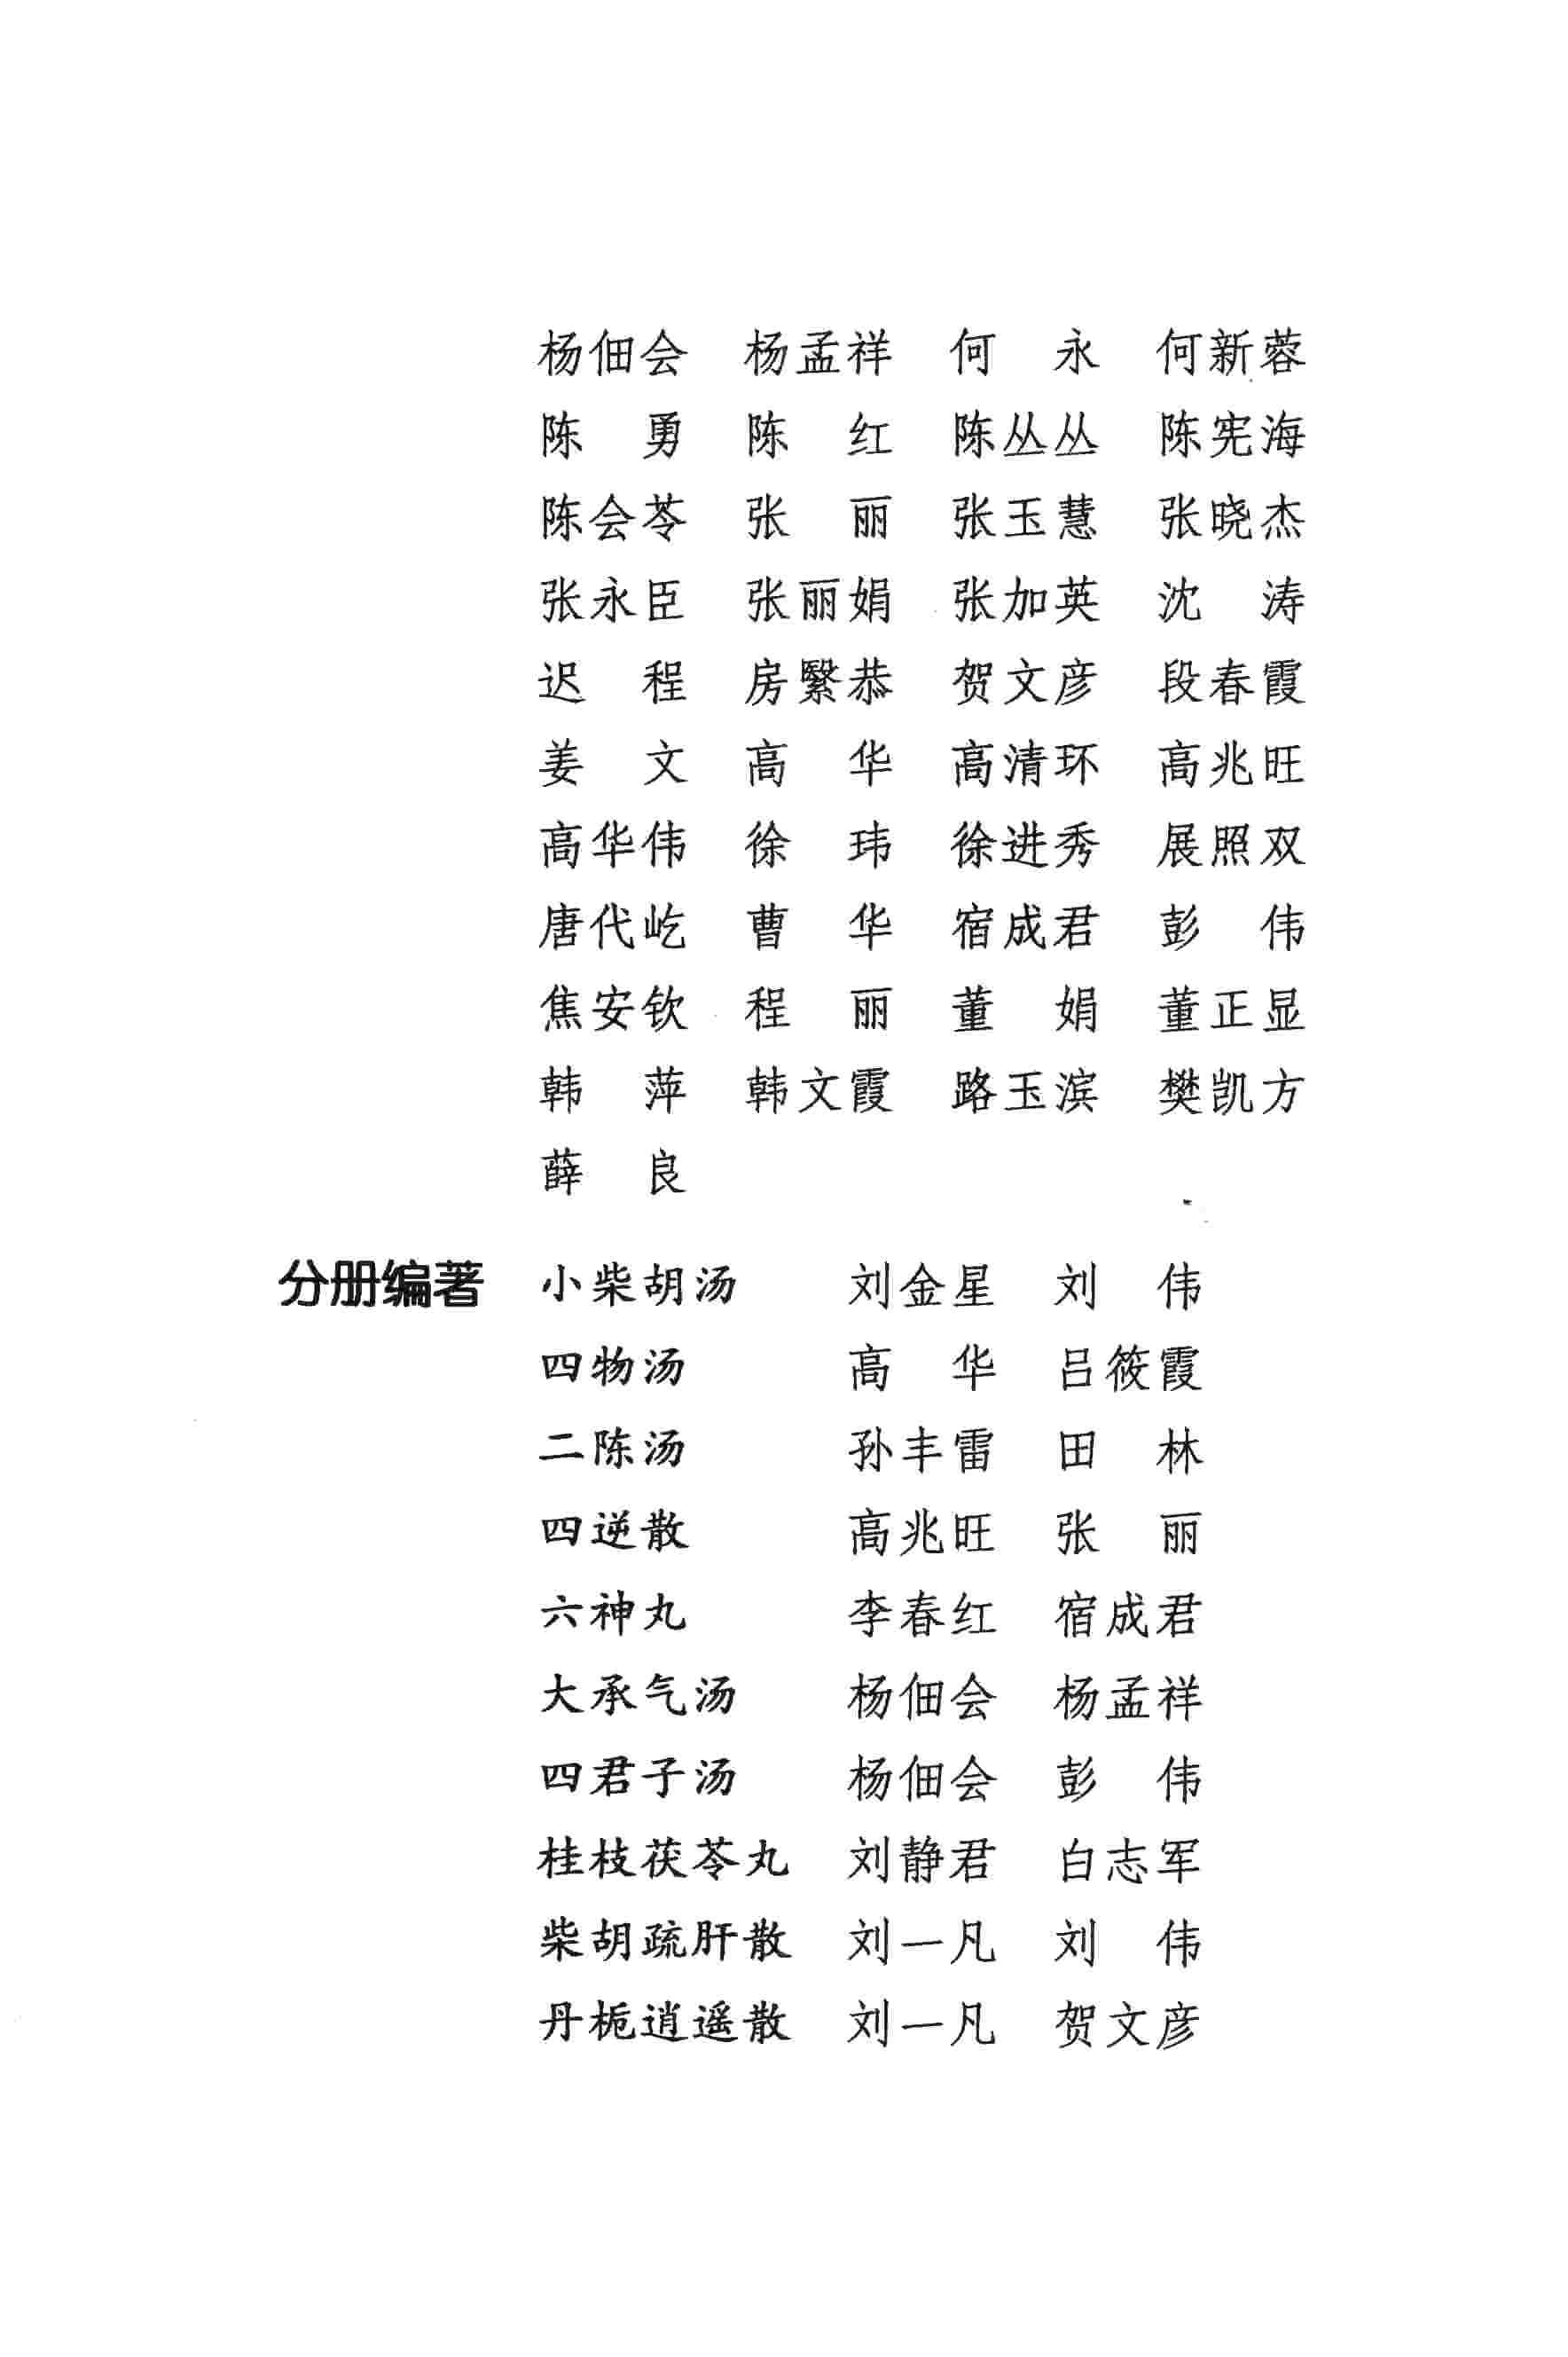 杨佃会 杨孟祥 何 永 何新蓉
陈 勇 陈 红 陈丛丛 陈宪海
陈会苓 张 丽 张玉慧 张晓杰
张永臣 张丽娟 张加英 沈 涛
迟 程 房繄恭 贺文彦 段春霞
姜 文 高 华 高清环 高兆旺
高华伟 徐 玮 徐进秀 展照双
唐代屹 曹 华 宿成君 彭 伟
焦安钦 程 丽 董 娟 董正显
韩 萍 韩文霞 路玉滨 樊凯方
薛 良
分册编著 小柴胡汤 刘金星 刘 伟
四物汤 高 华 吕筱霞
二陈汤 孙丰雷 田 林
四逆散 高兆旺 张 丽
六神丸 李春红 宿成君
大承气汤 杨佃会 杨孟祥
四君子汤 杨佃会 彭 伟
桂枝茯苓丸 刘静君 白志军
柴胡疏肝散 刘一凡 刘 伟
丹栀逍遥散 刘一凡 贺文彦